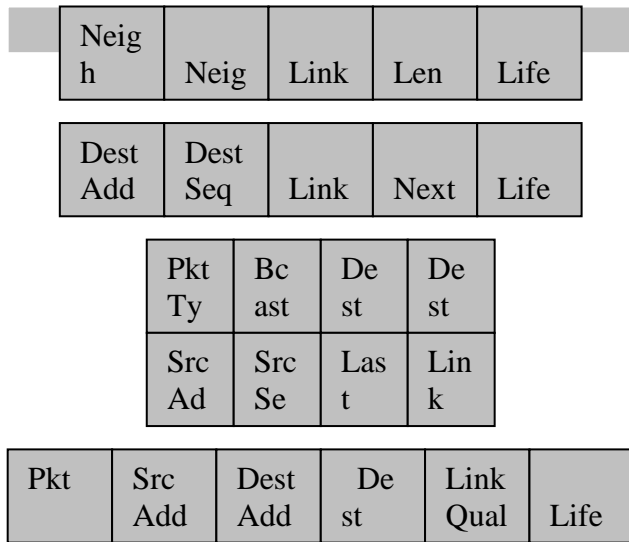 Neig
h Neig Link Len Life
Dest Dest
Add Seq Link Next Life
Pkt Bc De De
Ty ast st st
Src Src Las Lin
Ad Se t k
Pkt Src Dest De Link
Add Add st Qual Life